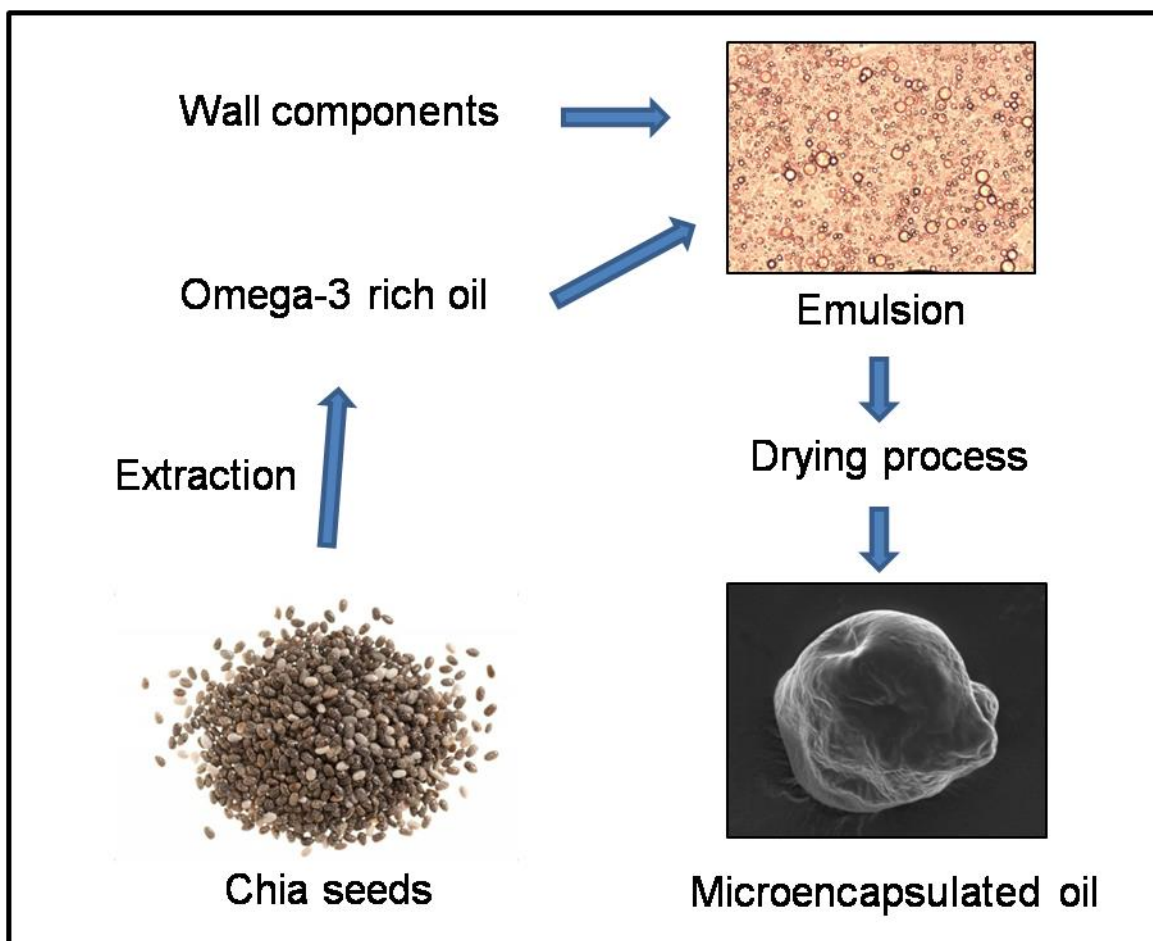 Wall components
Omega-3 rich oil
Emulsion
Extraction
Drying process
Chia seeds
Microencapsulated oil